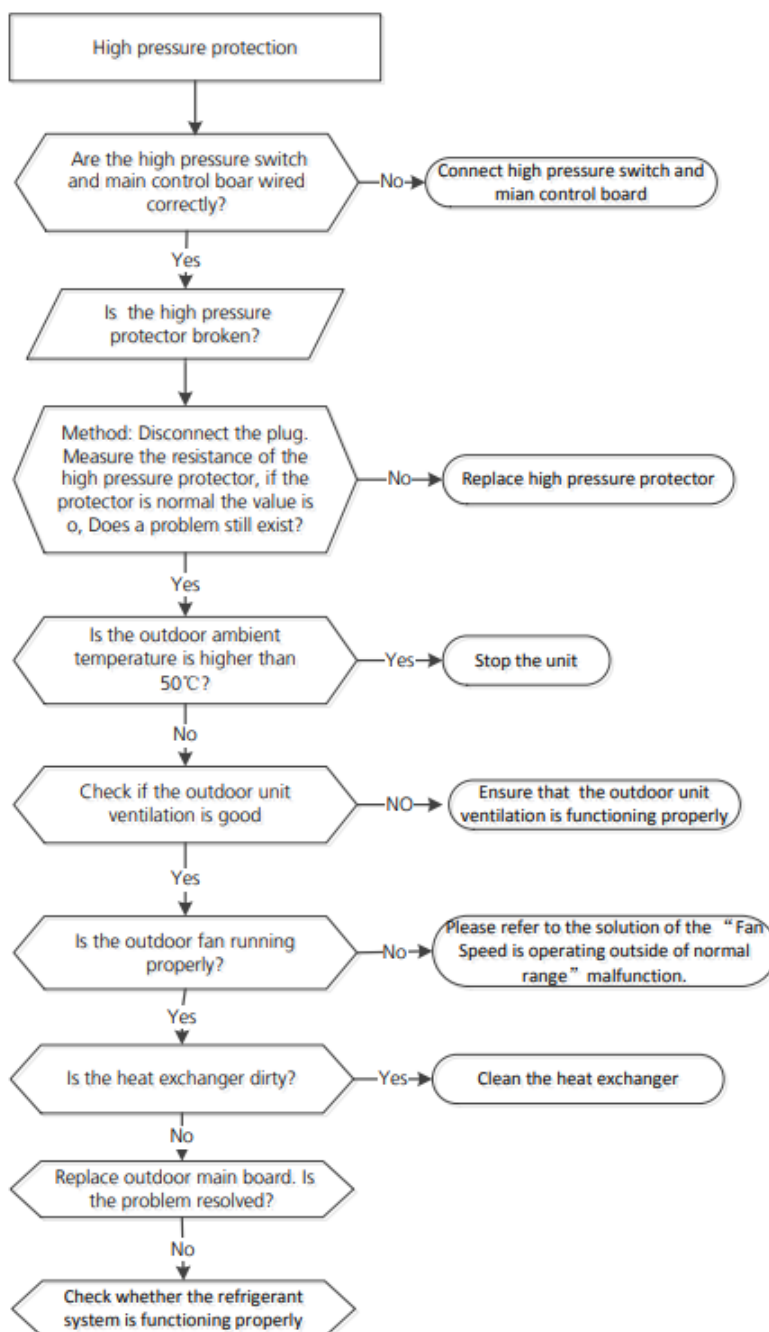 High pressure protection
Are the high pressure switch
and main control boar wired
correctly?
No
Connect high pressure switch and
mian control board
Yes
Is the high pressure
protector broken?
Method: Disconnect the plug.
Measure the resistance of the
high pressure protector, if the
protector is normal the value is
o, Does a problem still exist?
No
Replace high pressure protector
Yes
Is the outdoor ambient
temperature is higher than
50℃?
Yes
Stop the unit
No
Check if the outdoor unit
ventilation is good
NO
Ensure that the outdoor unit
ventilation is functioning properly
Yes
Is the outdoor fan running
properly?
No
Please refer to the solution of the “Fan
Speed is operating outside of normal
range” malfunction.
Yes
Is the heat exchanger dirty?
Yes
Clean the heat exchanger
No
Replace outdoor main board. Is
the problem resolved?
No
Check whether the refrigerant
system is functioning properly